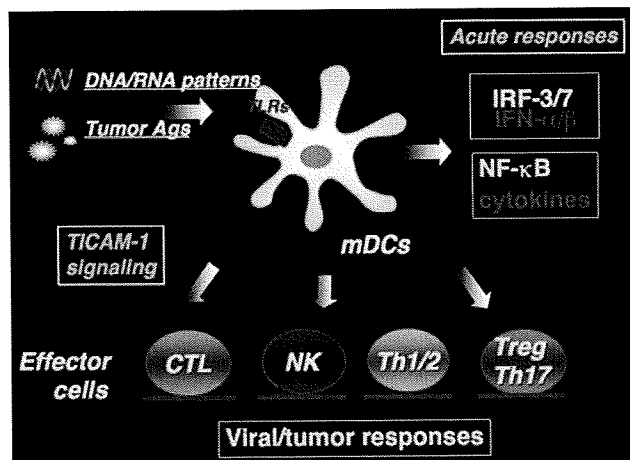 Acute responses
DNA/RNA patterns
TLRs
Tumor Ags
IRF-3/7
IFN-α/β
NF-κB
cytokines
TICAM-1
signaling
mDCs
Effector
cells
CTL
NK
Th1/2
Treg
Th17
Viral/tumor responses